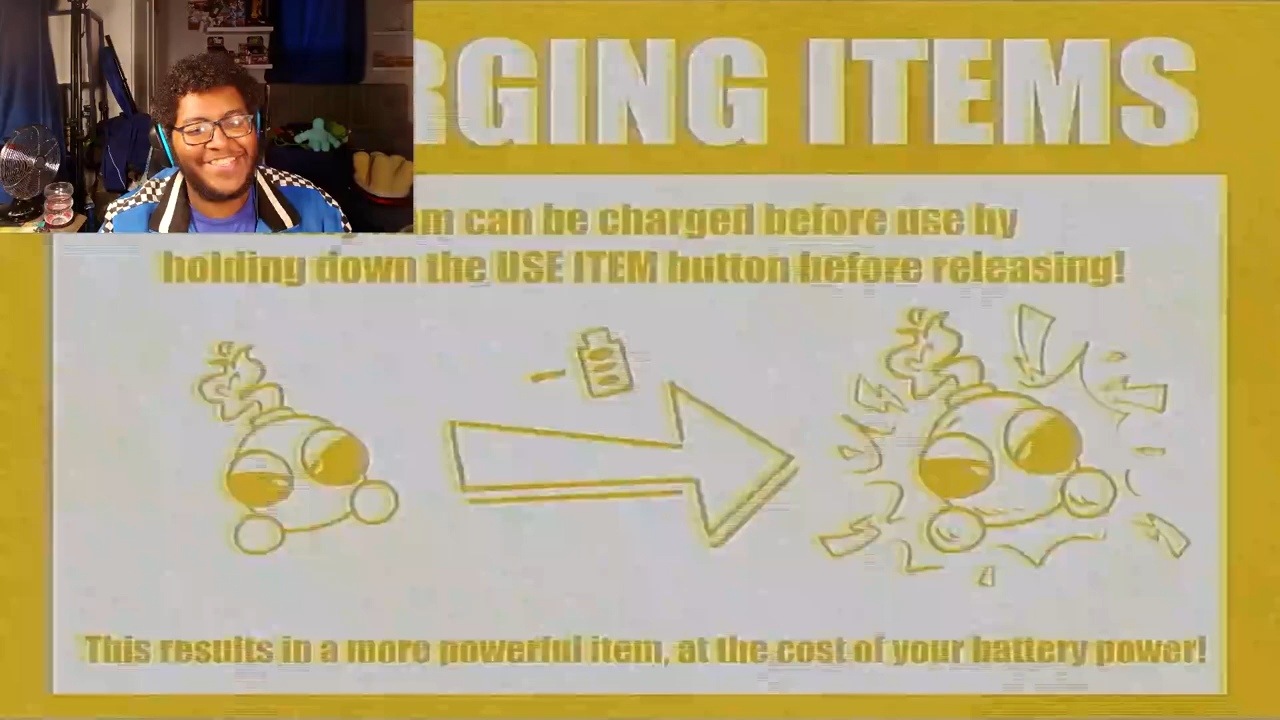 RGING ITEMS
m can be charged before use by
holding down the USE ITEM button before releasing!
This results in a more powerful item, at the cost of your battery power!